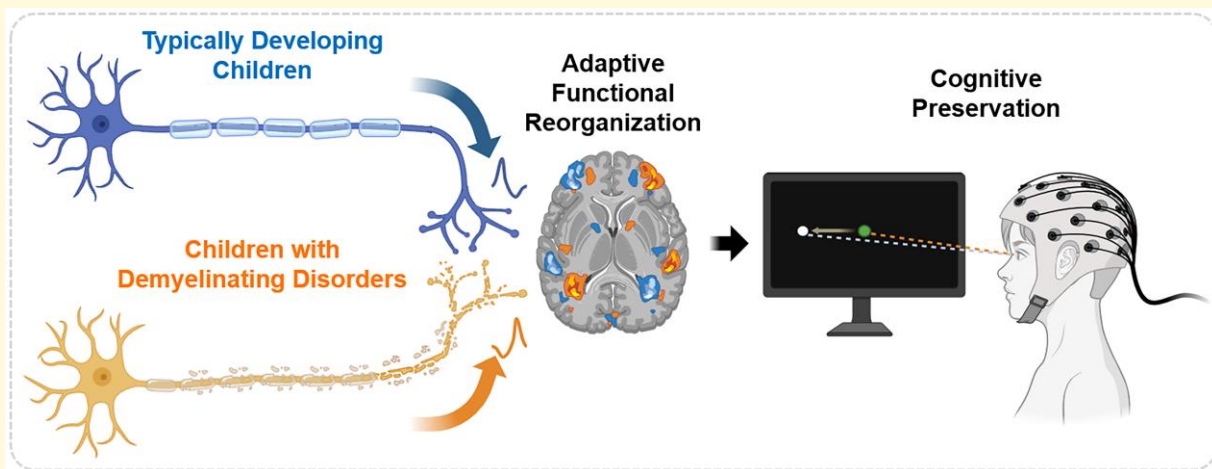 Typically Developing
Children
Children with
Demyelinating Disorders
Adaptive
Functional
Reorganization
Cognitive
Preservation